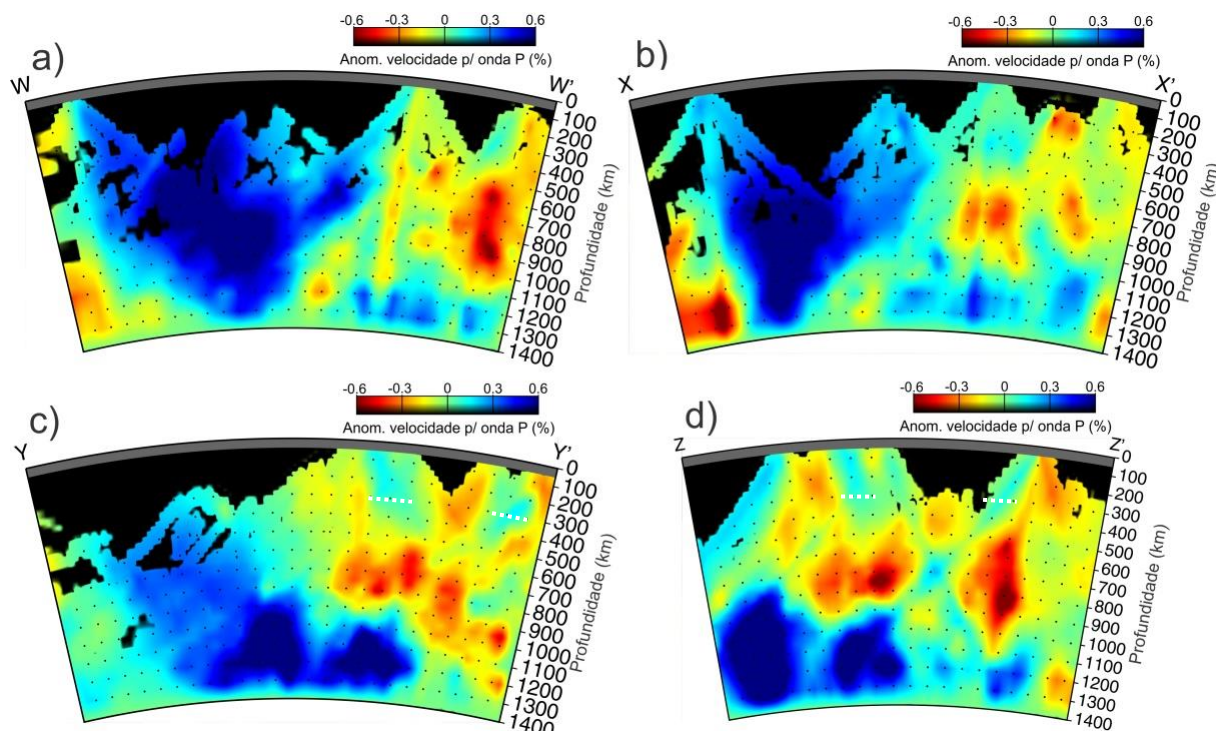 -0.6 -0.3 0 0.3 0.6
Anom. velocidade p/ onda P (%)
a)
W
W'
0
100
200
300
400
500
600
700
800
900
1000
1100
1200
1300
1400
Profundidade (km)
-0.6 -0.3 0 0.3 0.6
Anom. velocidade p/ onda P (%)
b)
X
X'
0
100
200
300
400
500
600
700
800
900
1000
1100
1200
1300
1400
Profundidade (km)
-0.6 -0.3 0 0.3 0.6
Anom. velocidade p/ onda P (%)
c)
Y
Y'
0
100
200
300
400
500
600
700
800
900
1000
1100
1200
1300
1400
Profundidade (km)
-0.6 -0.3 0 0.3 0.6
Anom. velocidade p/ onda P (%)
d)
Z
Z'
0
100
200
300
400
500
600
700
800
900
1000
1100
1200
1300
1400
Profundidade (km)